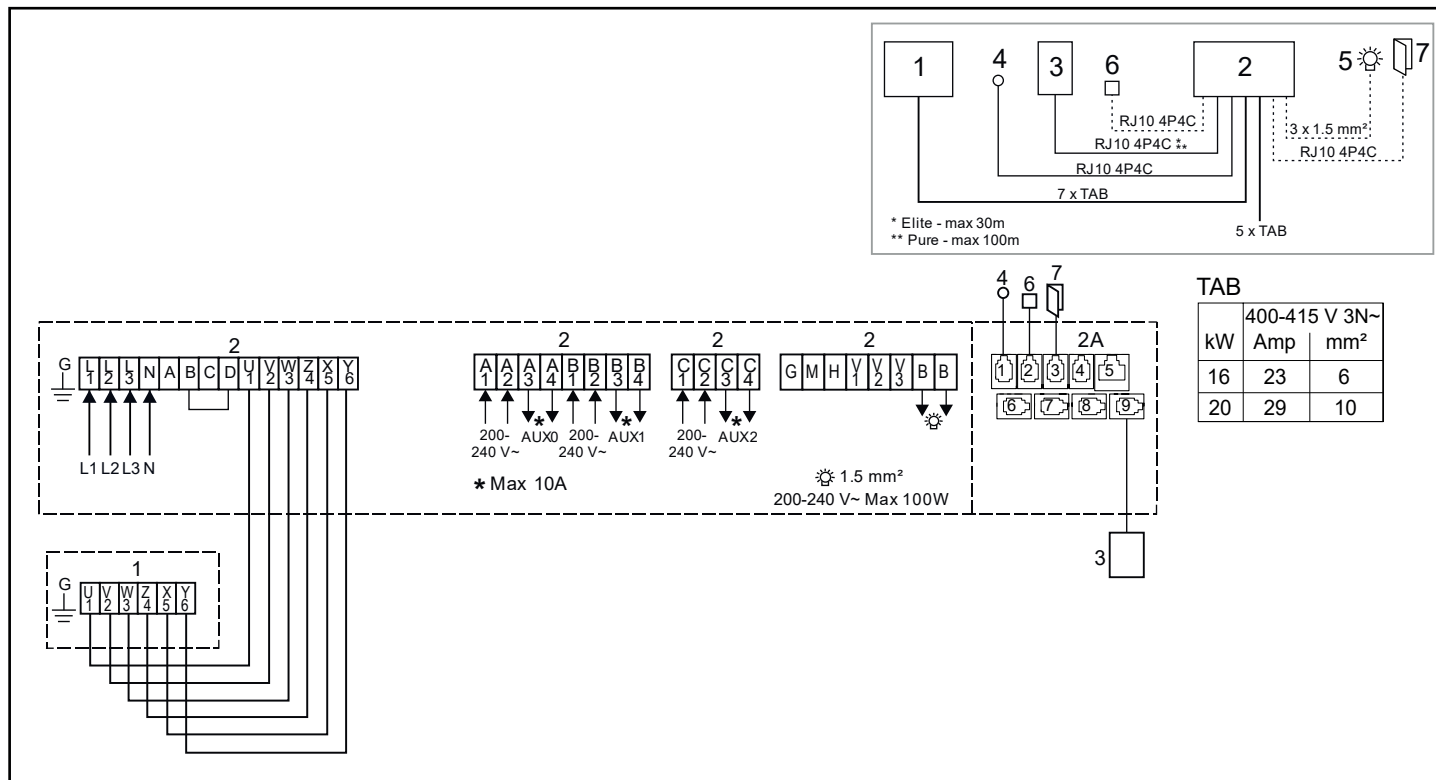 1 4 3 6 2 5 7
RJ10 4P4C
3 x 1.5 mm²
RJ10 4P4C * **
RJ10 4P4C
RJ10 4P4C
7 x TAB
* Elite - max 30m
** Pure - max 100m
5 x TAB
4 6 7
TAB
400-415 V 3N~
kW Amp mm²
16 23 6
20 29 10
2 2 2 2 2A
G L1 L2 L3 N A B C D U1 V2 W3 Z4 X5 Y6
A1 A2 A3 A4 B1 B2 B3 B4
C1 C2 C3 C4
G M H V1 V2 V3 B B
1 2 3 4 5
6 7 8 9
L1 L2 L3 N
200-240 V~ * AUX0 200-240 V~ * AUX1
200-240 V~ * AUX2
* Max 10A
1.5 mm²
200-240 V~ Max 100W
3
1
G U1 V2 W3 Z4 X5 Y6